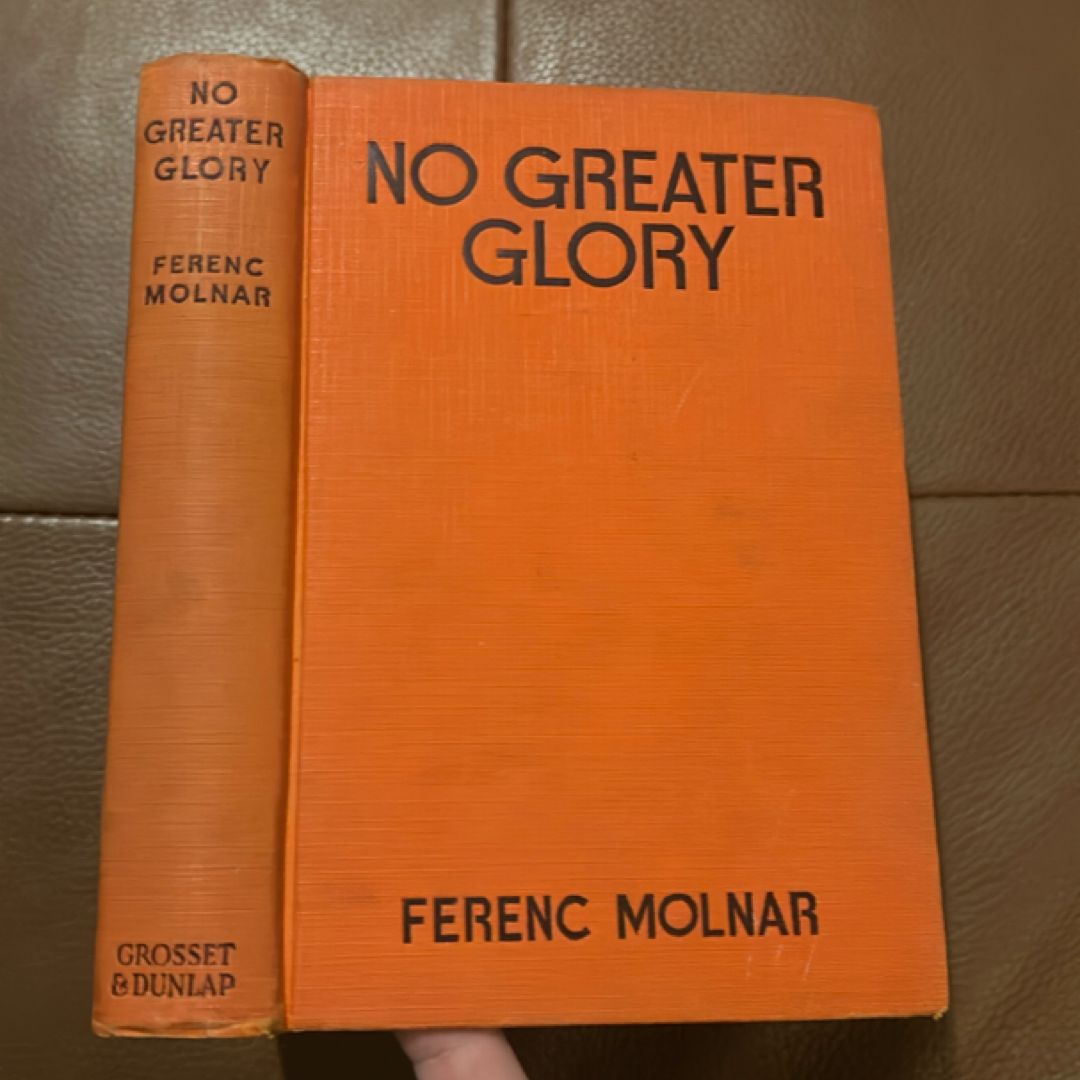 NO
GREATER
GLORY
FERENC
MOLNAR
GROSSET
& DUNLAP
NO GREATER
GLORY
FERENC MOLNAR